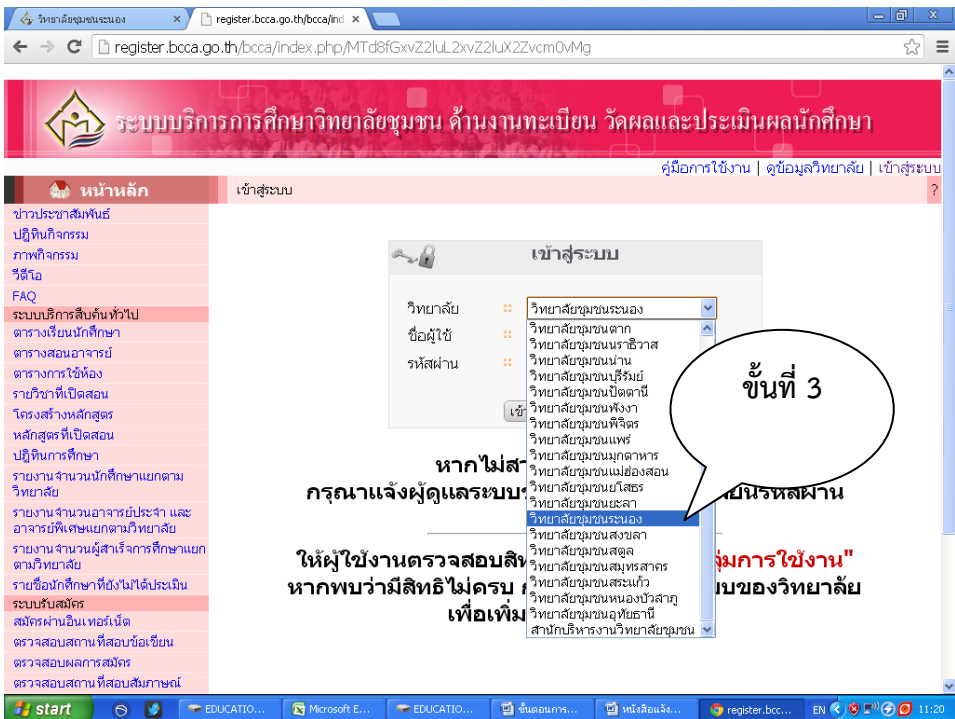 วิทยาลัยชุมชนระนอง
register.bcca.go.th/bcca/ind
register.bcca.go.th/bcca/index.php/MTd8fGxvZ2luL2xvZ2luX2Zvcm0vMg
ระบบบริการการศึกษาวิทยาลัยชุมชน ด้านงานทะเบียน วัดผลและประเมินผลนักศึกษา
คู่มือการใช้งาน | ดูข้อมูลวิทยาลัย | เข้าสู่ระบบ
หน้าหลัก
เข้าสู่ระบบ
?
ข่าวประชาสัมพันธ์
ปฏิทินกิจกรรม
ภาพกิจกรรม
วีดีโอ
FAQ
ระบบบริการสืบค้นทั่วไป
ตารางเรียนนักศึกษา
ตารางสอนอาจารย์
ตารางการใช้ห้อง
รายวิชาที่เปิดสอน
โครงสร้างหลักสูตร
หลักสูตรที่เปิดสอน
ปฏิทินการศึกษา
รายงานจำนวนนักศึกษาแยกตาม
วิทยาลัย
รายงานจำนวนอาจารย์ประจำ และ
อาจารย์พิเศษแยกตามวิทยาลัย
รายงานจำนวนผู้สำเร็จการศึกษาแยก
ตามวิทยาลัย
รายชื่อนักศึกษาที่ยังไม่ได้ประเมิน
ระบบรับสมัคร
สมัครผ่านอินเทอร์เน็ต
ตรวจสอบสถานที่สอบข้อเขียน
ตรวจสอบผลการสมัคร
ตรวจสอบสถานที่สอบสัมภาษณ์
เข้าสู่ระบบ
วิทยาลัย
วิทยาลัยชุมชนระนอง
ชื่อผู้ใช้
รหัสผ่าน
เข้า
วิทยาลัยชุมชนตาก
วิทยาลัยชุมชนนราธิวาส
วิทยาลัยชุมชนน่าน
วิทยาลัยชุมชนบุรีรัมย์
วิทยาลัยชุมชนปัตตานี
วิทยาลัยชุมชนพังงา
วิทยาลัยชุมชนพิจิตร
วิทยาลัยชุมชนแพร่
วิทยาลัยชุมชนมุกดาหาร
วิทยาลัยชุมชนแม่ฮ่องสอน
วิทยาลัยชุมชนยโสธร
วิทยาลัยชุมชนยะลา
วิทยาลัยชุมชนระนอง
วิทยาลัยชุมชนสงขลา
วิทยาลัยชุมชนสตูล
วิทยาลัยชุมชนสมุทรสาคร
วิทยาลัยชุมชนสระแก้ว
วิทยาลัยชุมชนหนองบัวลำภู
วิทยาลัยชุมชนอุทัยธานี
สำนักบริหารงานวิทยาลัยชุมชน
ขั้นที่ 3
หากไม่สา
กรุณาแจ้งผู้ดูแลระบบ รหัสผ่าน
ให้ผู้ใช้งานตรวจสอบสิท ุ่มการใช้งาน"
หากพบว่ามีสิทธิไม่ครบ บบของวิทยาลัย
เพื่อเพิ่ม
start
EDUCATIO...
Microsoft E...
EDUCATIO...
ขั้นตอนการ...
หนังสือแจ้ง...
register.bcc...
EN
11:20